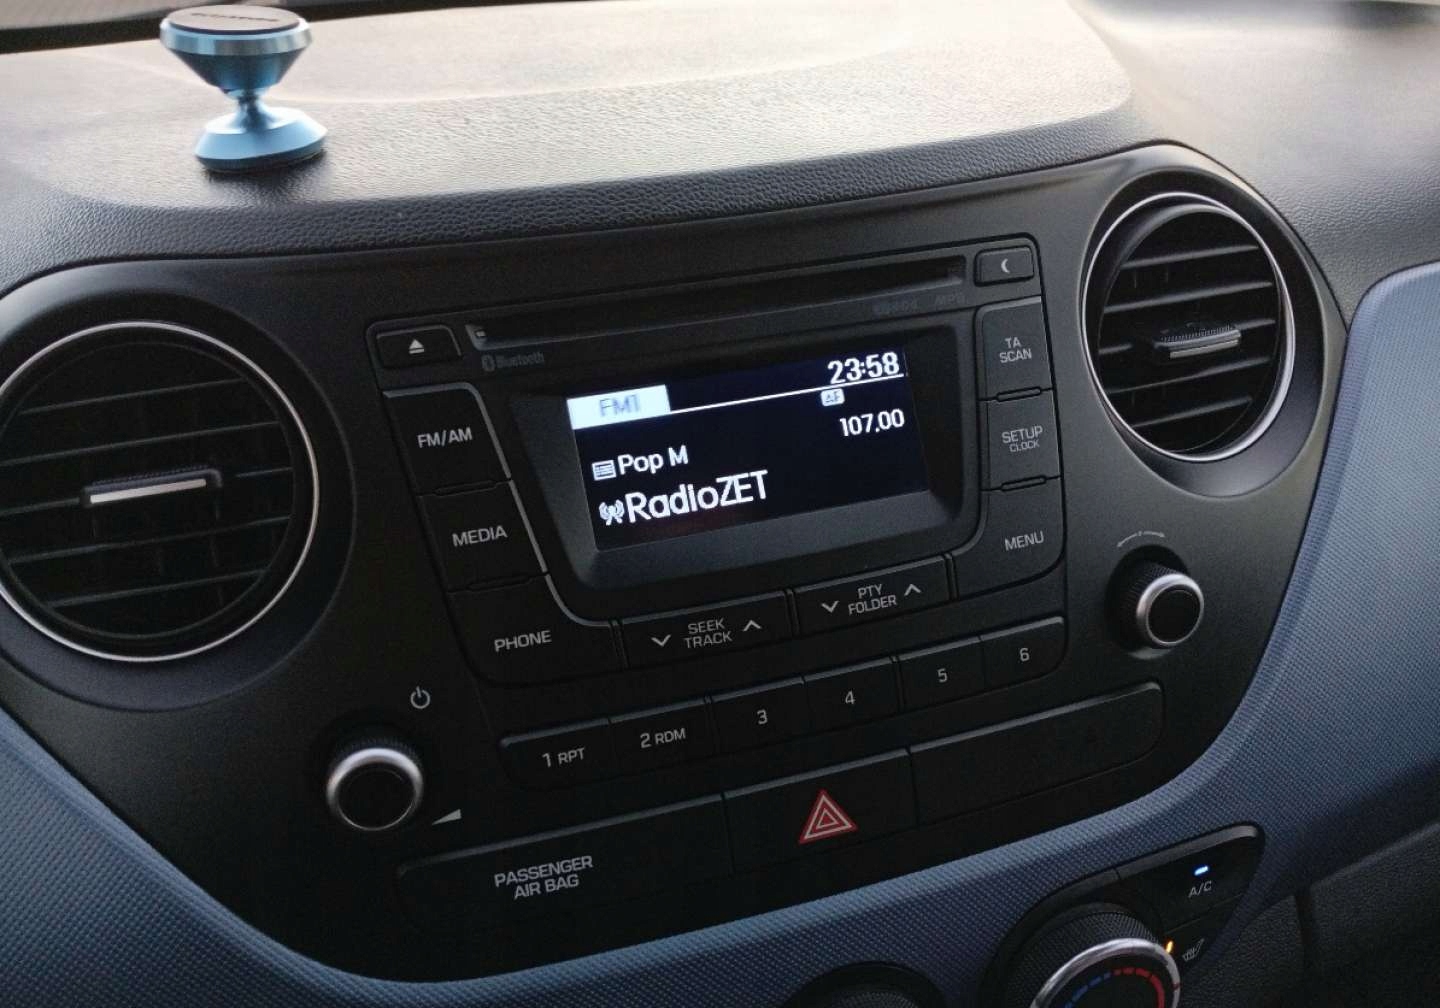 Bluetooth
FM1
23:58
AF
107.00
Pop M
RadioZET
FM/AM
MEDIA
PHONE
TA
SCAN
SETUP
CLOCK
MENU
SEEK
TRACK
PTY
FOLDER
1 RPT
2 RDM
3
4
5
6
PASSENGER
AIR BAG
A/C